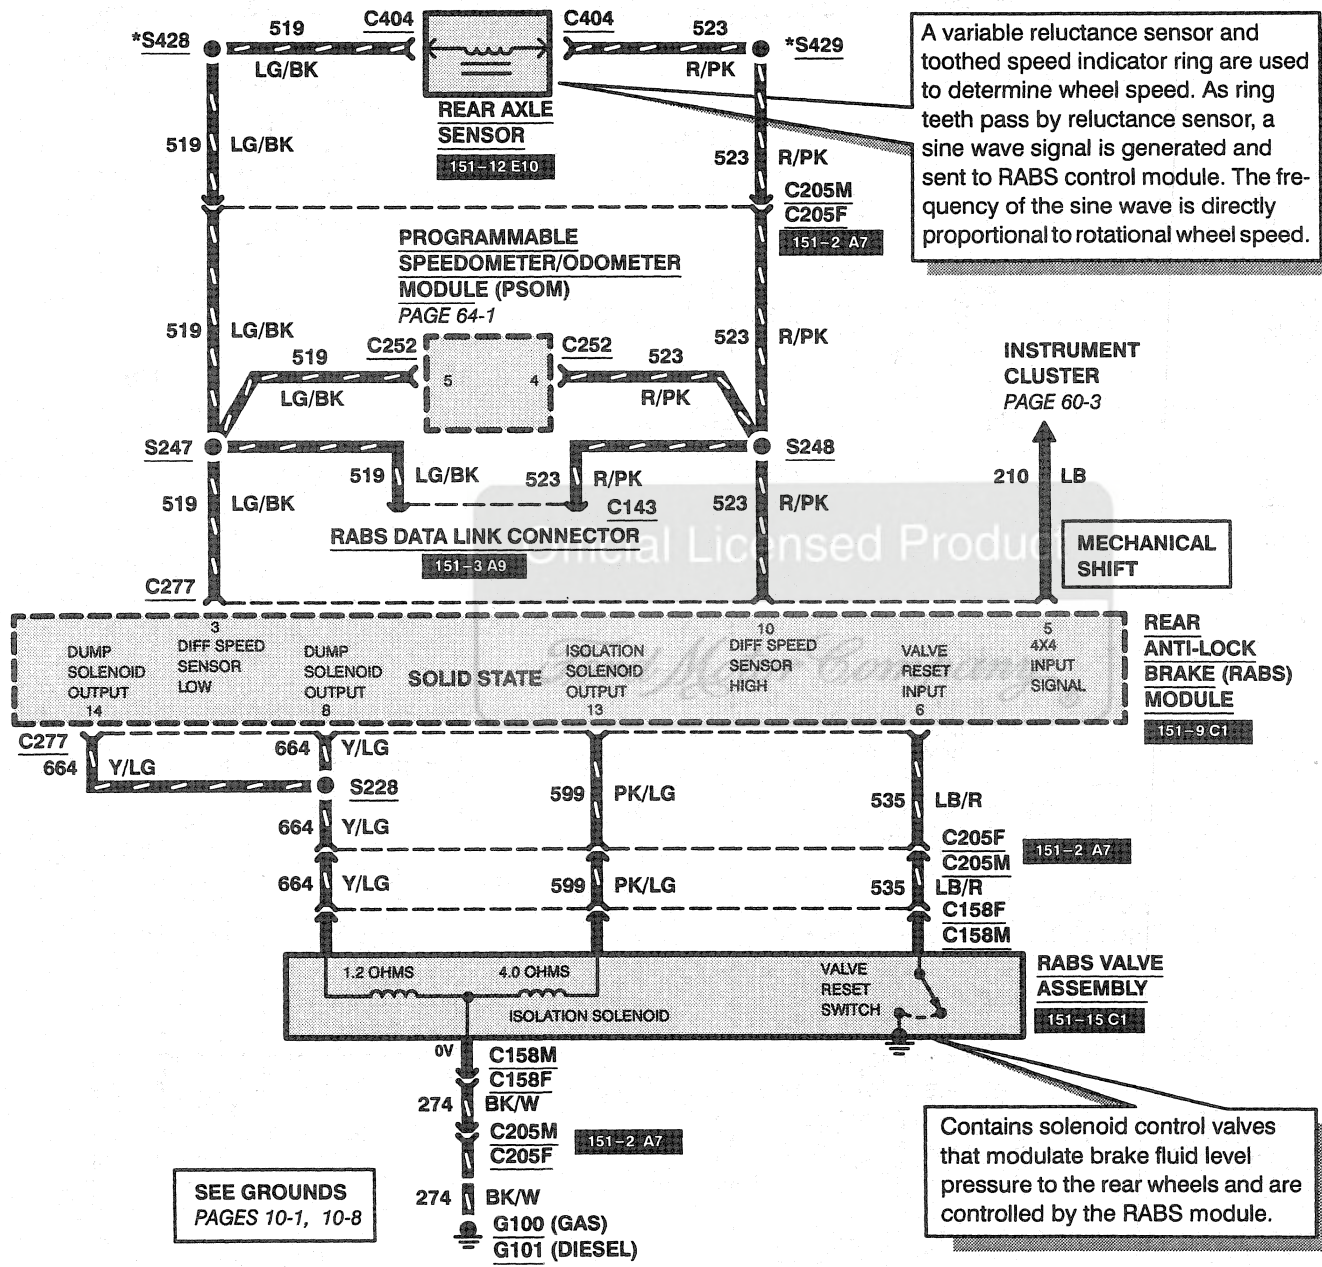 *S428
519
LG/BK
C404
C404
523
R/PK
*S429
REAR AXLE
SENSOR
151-12 E10
A variable reluctance sensor and
toothed speed indicator ring are used
to determine wheel speed. As ring
teeth pass by reluctance sensor, a
sine wave signal is generated and
sent to RABS control module. The fre-
quency of the sine wave is directly
proportional to rotational wheel speed.
519 LG/BK
523 R/PK
C205M
C205F
151-2 A7
PROGRAMMABLE
SPEEDOMETER/ODOMETER
MODULE (PSOM)
PAGE 64-1
519 LG/BK
523 R/PK
519
LG/BK
C252
5
4
C252
523
R/PK
INSTRUMENT
CLUSTER
PAGE 60-3
S247
S248
519 LG/BK
523 R/PK
210 LB
519 LG/BK
523 R/PK
C143
RABS DATA LINK CONNECTOR
151-3 A9
Official Licensed Product
Ford Motor Company
MECHANICAL
SHIFT
C277
3
10
5
DUMP
SOLENOID
OUTPUT
14
DIFF SPEED
SENSOR
LOW
DUMP
SOLENOID
OUTPUT
8
SOLID STATE
ISOLATION
SOLENOID
OUTPUT
13
DIFF SPEED
SENSOR
HIGH
VALVE
RESET
INPUT
6
4X4
INPUT
SIGNAL
REAR
ANTI-LOCK
BRAKE (RABS)
MODULE
151-9 C1
C277
664 Y/LG
664 Y/LG
S228
599 PK/LG
535 LB/R
664 Y/LG
C205F
C205M
151-2 A7
664 Y/LG
599 PK/LG
535 LB/R
C158F
C158M
1.2 OHMS
4.0 OHMS
ISOLATION SOLENOID
VALVE
RESET
SWITCH
RABS VALVE
ASSEMBLY
151-15 C1
0V
C158M
C158F
274 BK/W
C205M
C205F
151-2 A7
274 BK/W
G100 (GAS)
G101 (DIESEL)
SEE GROUNDS
PAGES 10-1, 10-8
Contains solenoid control valves
that modulate brake fluid level
pressure to the rear wheels and are
controlled by the RABS module.